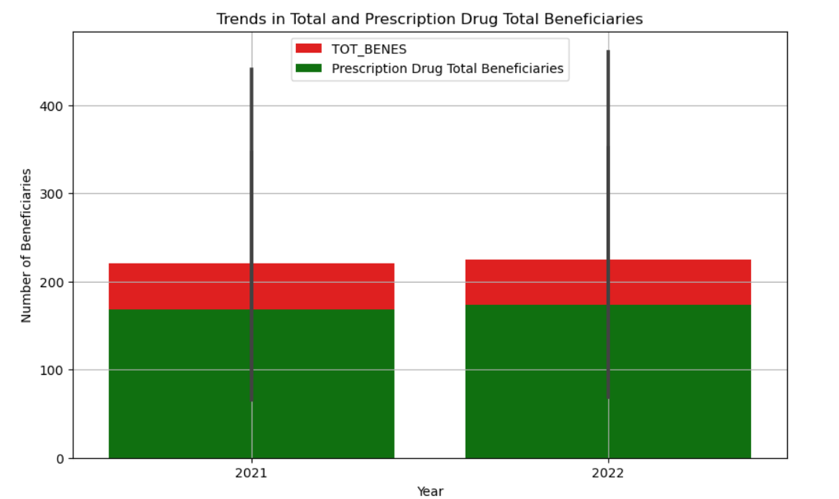 Trends in Total and Prescription Drug Total Beneficiaries
TOT_BENES
Prescription Drug Total Beneficiaries
Number of Beneficiaries
400
300
200
100
0
2021
2022
Year